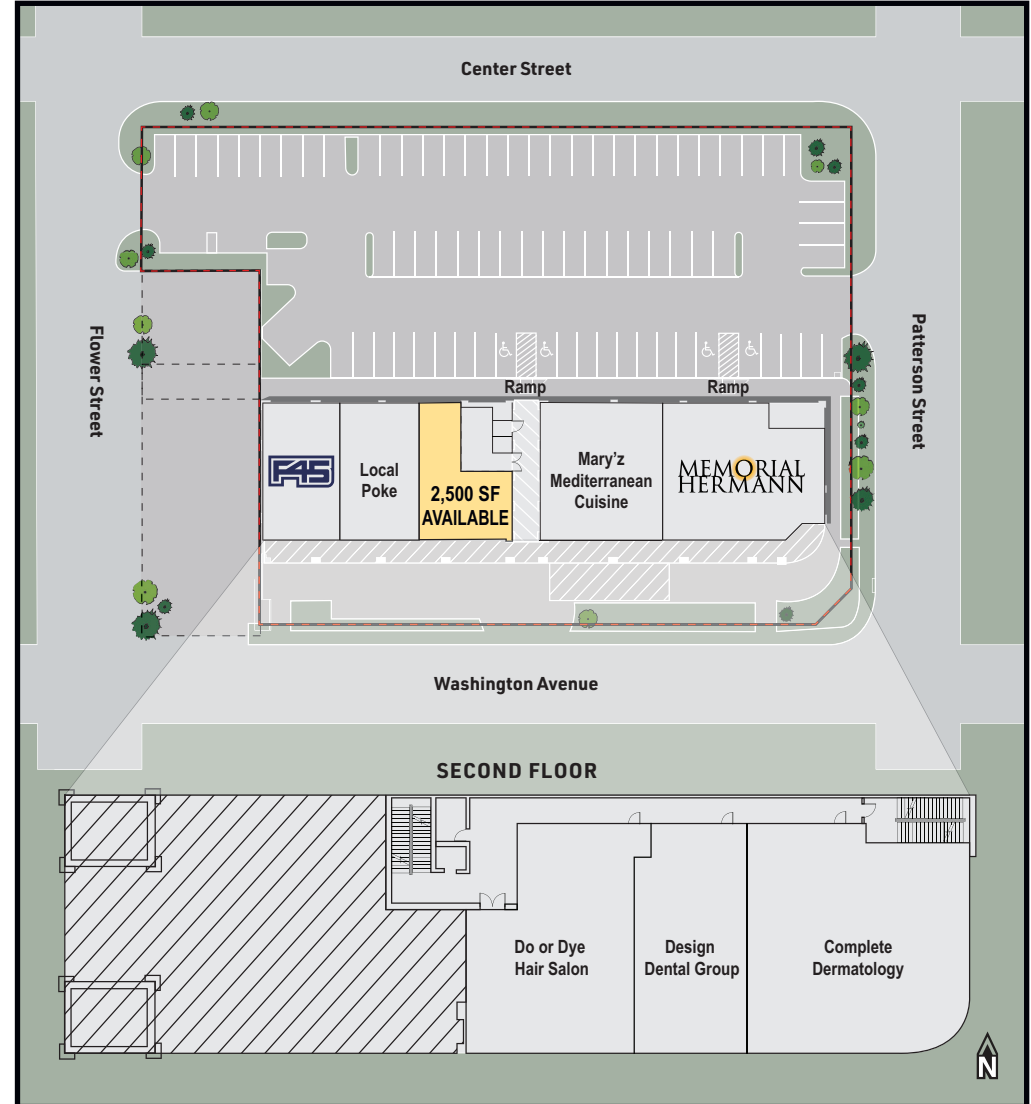 Center Street
Flower Street
Patterson Street
Ramp
Ramp
F45
Local
Poke
2,500 SF
AVAILABLE
Mary’z
Mediterranean
Cuisine
MEMORIAL
HERMANN
Washington Avenue
SECOND FLOOR
Do or Dye
Hair Salon
Design
Dental Group
Complete
Dermatology
N